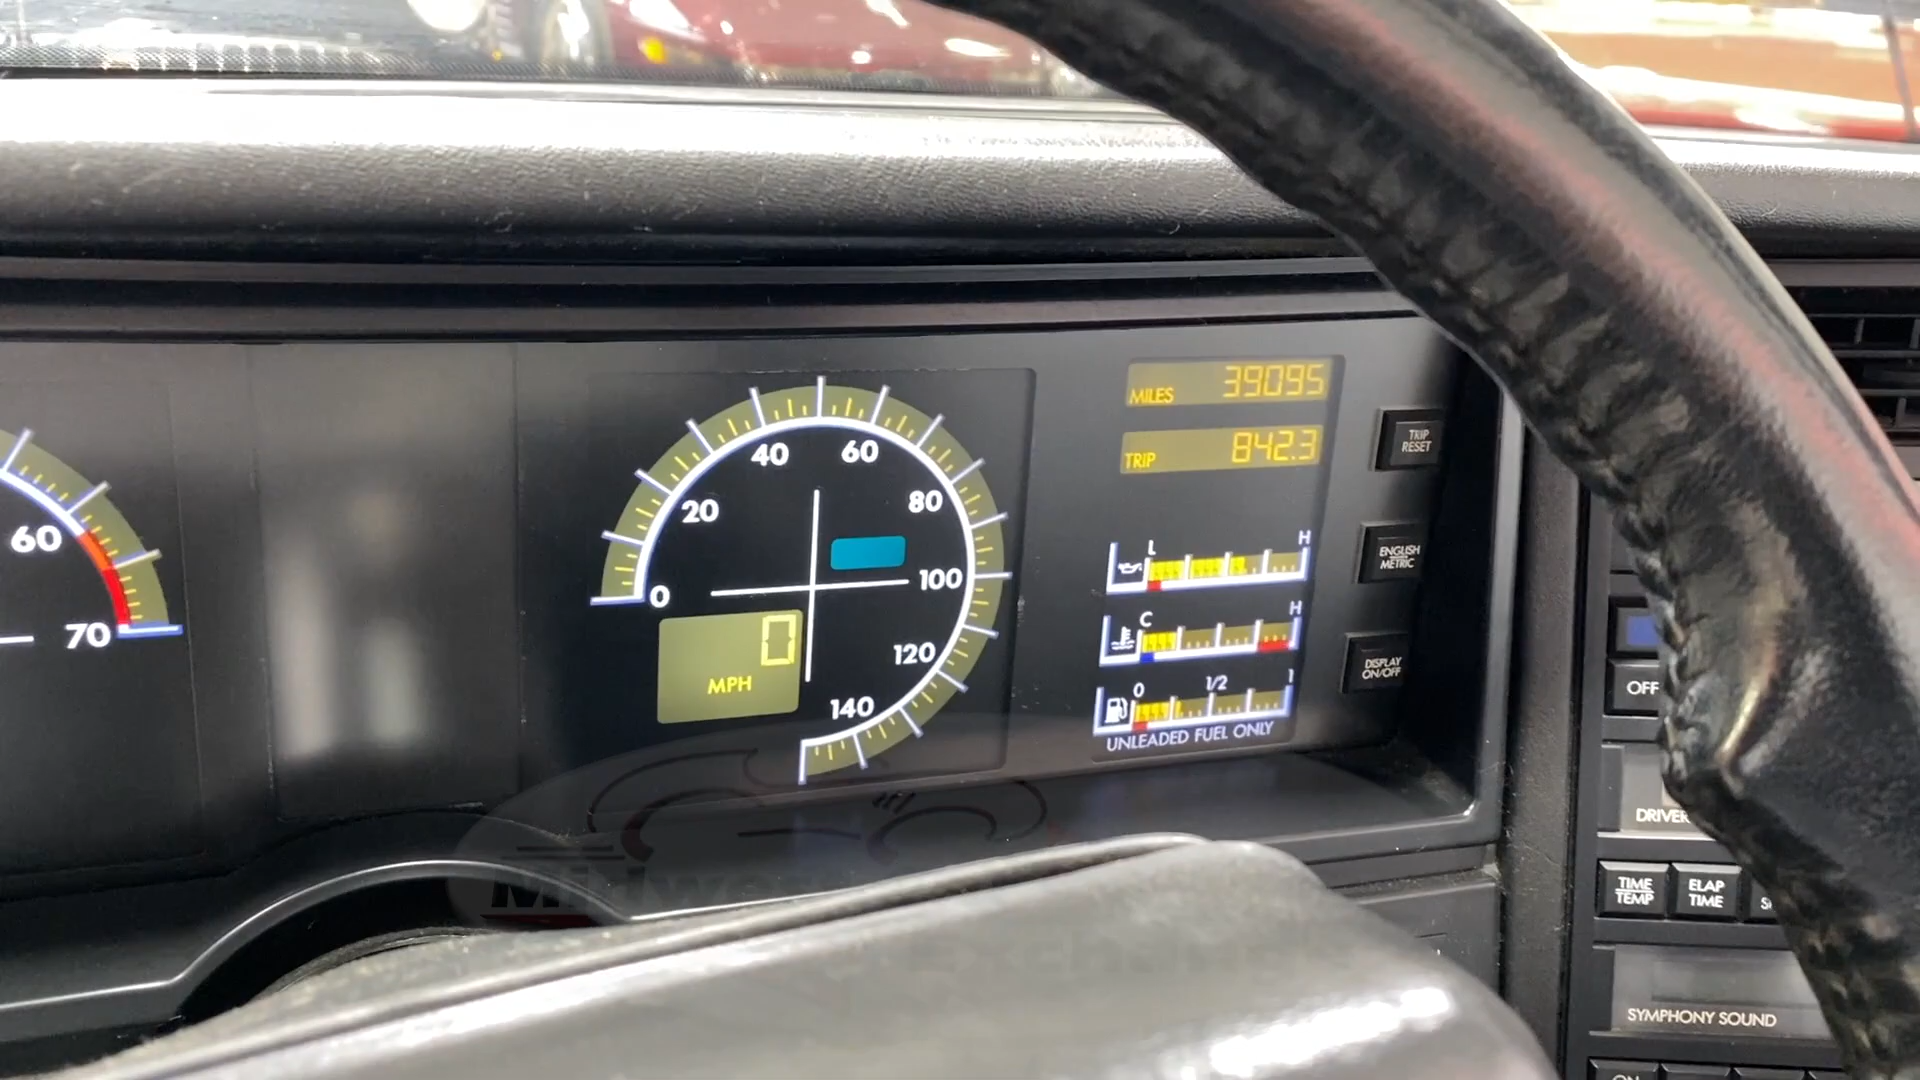 60
70
0
20
40
60
80
100
120
140
0
MPH
MILES 39095
TRIP 842.3
L H
C H
0 1/2 1
UNLEADED FUEL ONLY
TRIP
RESET
ENGLISH
METRIC
DISPLAY
ON/OFF
OFF
DRIVER
TIME
TEMP
ELAP
TIME
SYMPHONY SOUND
ON